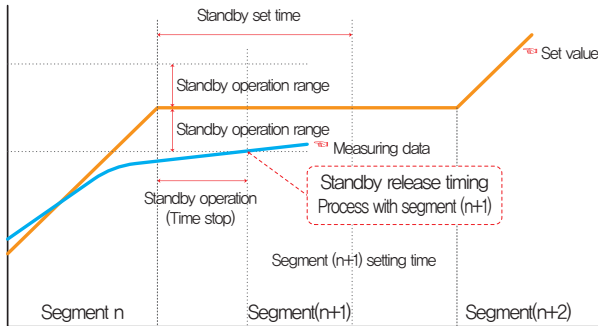 Standby set time
☜ Set value
Standby operation range
Standby operation range
☜ Measuring data
Standby release timing
Process with segment (n+1)
Standby operation
(Time stop)
Segment (n+1) setting time
Segment n
Segment(n+1)
Segment(n+2)